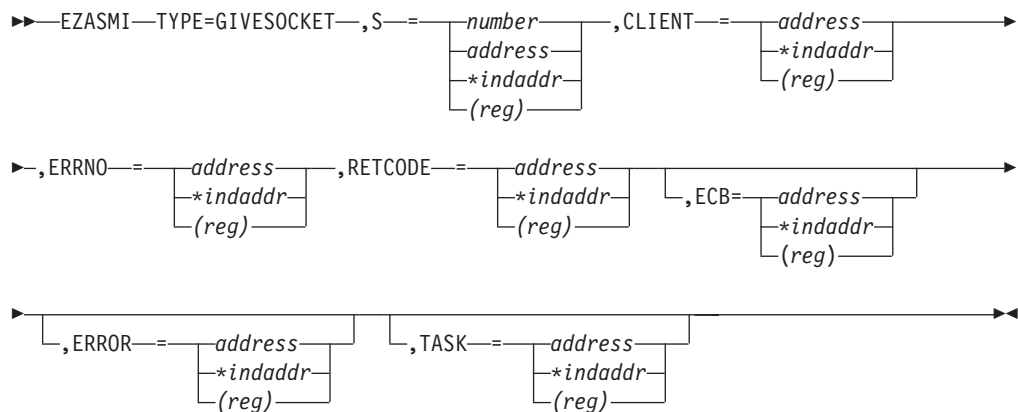 EZASMI TYPE=GIVESOCKET ,S = number ,CLIENT = address
address *indaddr
*indaddr (reg)
(reg)
,ERRNO = address ,RETCODE = address
*indaddr *indaddr ,ECB= address
(reg) (reg) *indaddr
(reg)
,ERROR = address ,TASK = address
*indaddr *indaddr
(reg) (reg)